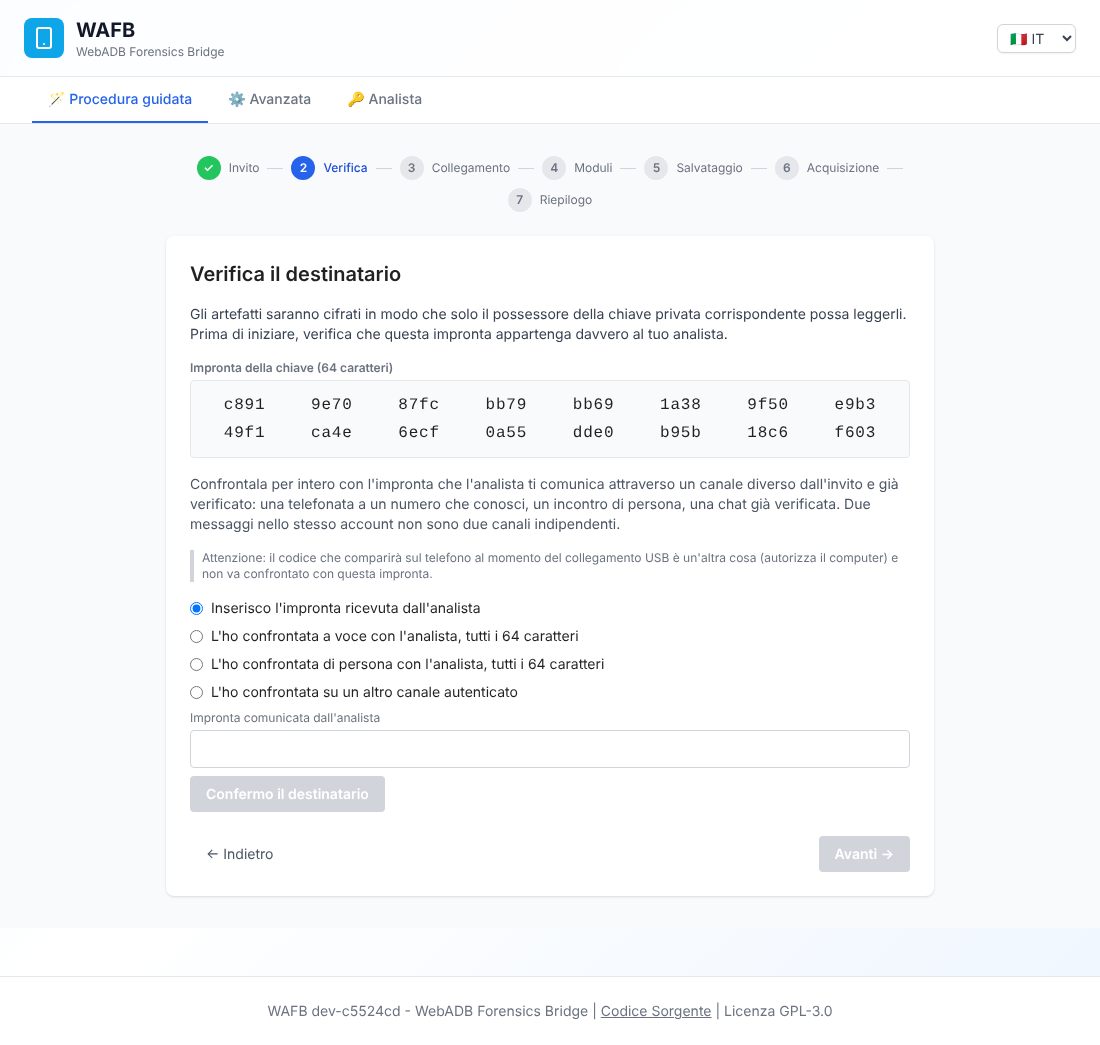 WAFB
WebADB Forensics Bridge
IT
Procedura guidata
Avanzata
Analista
Invito
2 Verifica
3 Collegamento
4 Moduli
5 Salvataggio
6 Acquisizione
7 Riepilogo
Verifica il destinatario
Gli artefatti saranno cifrati in modo che solo il possessore della chiave privata corrispondente possa leggerli.
Prima di iniziare, verifica che questa impronta appartenga davvero al tuo analista.
Impronta della chiave (64 caratteri)
c891 9e70 87fc bb79 bb69 1a38 9f50 e9b3
49f1 ca4e 6ecf 0a55 dde0 b95b 18c6 f603
Confrontala per intero con l'impronta che l'analista ti comunica attraverso un canale diverso dall'invito e già
verificato: una telefonata a un numero che conosci, un incontro di persona, una chat già verificata. Due
messaggi nello stesso account non sono due canali indipendenti.
Attenzione: il codice che comparirà sul telefono al momento del collegamento USB è un'altra cosa (autorizza il computer) e
non va confrontato con questa impronta.
Inserisco l'impronta ricevuta dall'analista
L'ho confrontata a voce con l'analista, tutti i 64 caratteri
L'ho confrontata di persona con l'analista, tutti i 64 caratteri
L'ho confrontata su un altro canale autenticato
Impronta comunicata dall'analista
Confermo il destinatario
← Indietro
Avanti →
WAFB dev-c5524cd - WebADB Forensics Bridge | Codice Sorgente | Licenza GPL-3.0